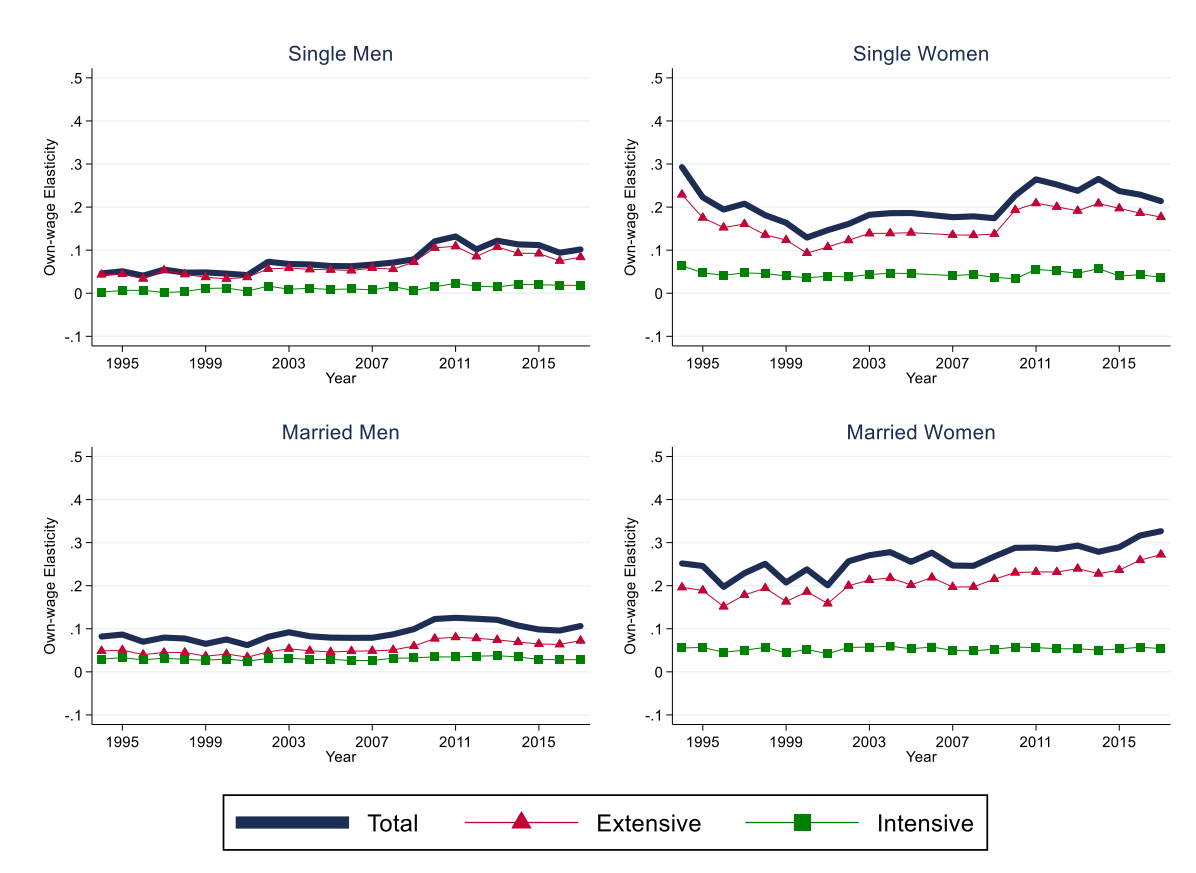 Single Men
Own-wage Elasticity
.5
.4
.3
.2
.1
0
-.1
1995 1999 2003 2007 2011 2015
Year
Single Women
Own-wage Elasticity
.5
.4
.3
.2
.1
0
-.1
1995 1999 2003 2007 2011 2015
Year
Married Men
Own-wage Elasticity
.5
.4
.3
.2
.1
0
-.1
1995 1999 2003 2007 2011 2015
Year
Married Women
Own-wage Elasticity
.5
.4
.3
.2
.1
0
-.1
1995 1999 2003 2007 2011 2015
Year
Total Extensive Intensive